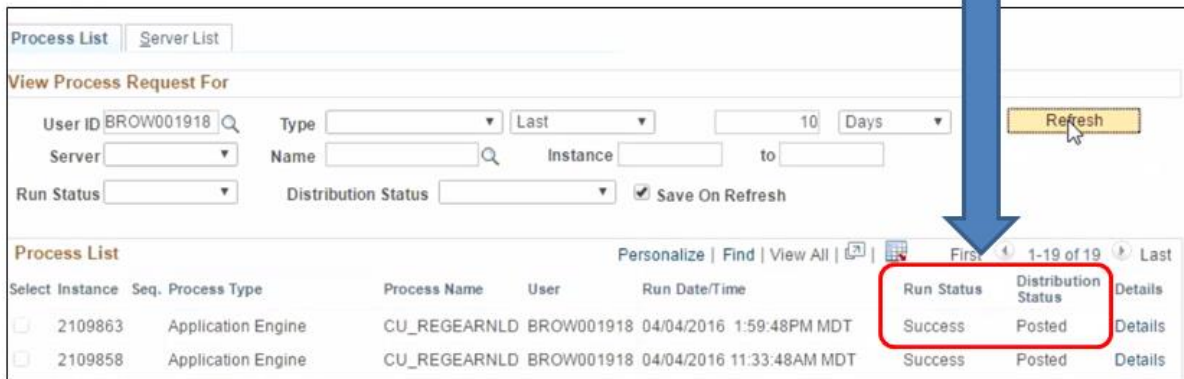 Process List Server List
View Process Request For
User ID BROW001918 Type Last 10 Days Refresh
Server Name Instance to
Run Status Distribution Status Save On Refresh
Process List Personalize | Find | View All | | First 1-19 of 19 Last
Select Instance Seq. Process Type Process Name User Run Date/Time Run Status Distribution Status Details
2109863 Application Engine CU_REGEARNLD BROW001918 04/04/2016 1:59:48PM MDT Success Posted Details
2109858 Application Engine CU_REGEARNLD BROW001918 04/04/2016 11:33:48AM MDT Success Posted Details